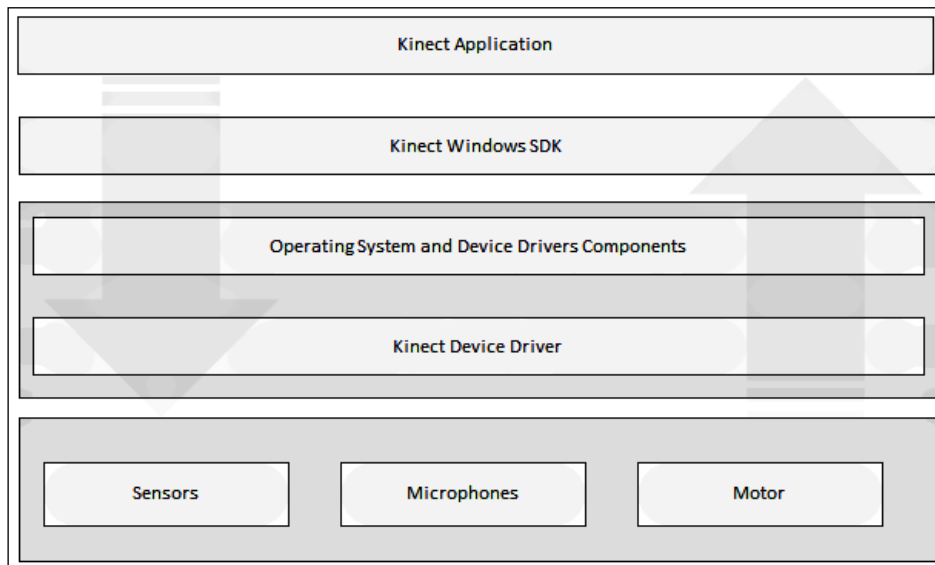 Kinect Application
Kinect Windows SDK
Operating System and Device Drivers Components
Kinect Device Driver
Sensors
Microphones
Motor